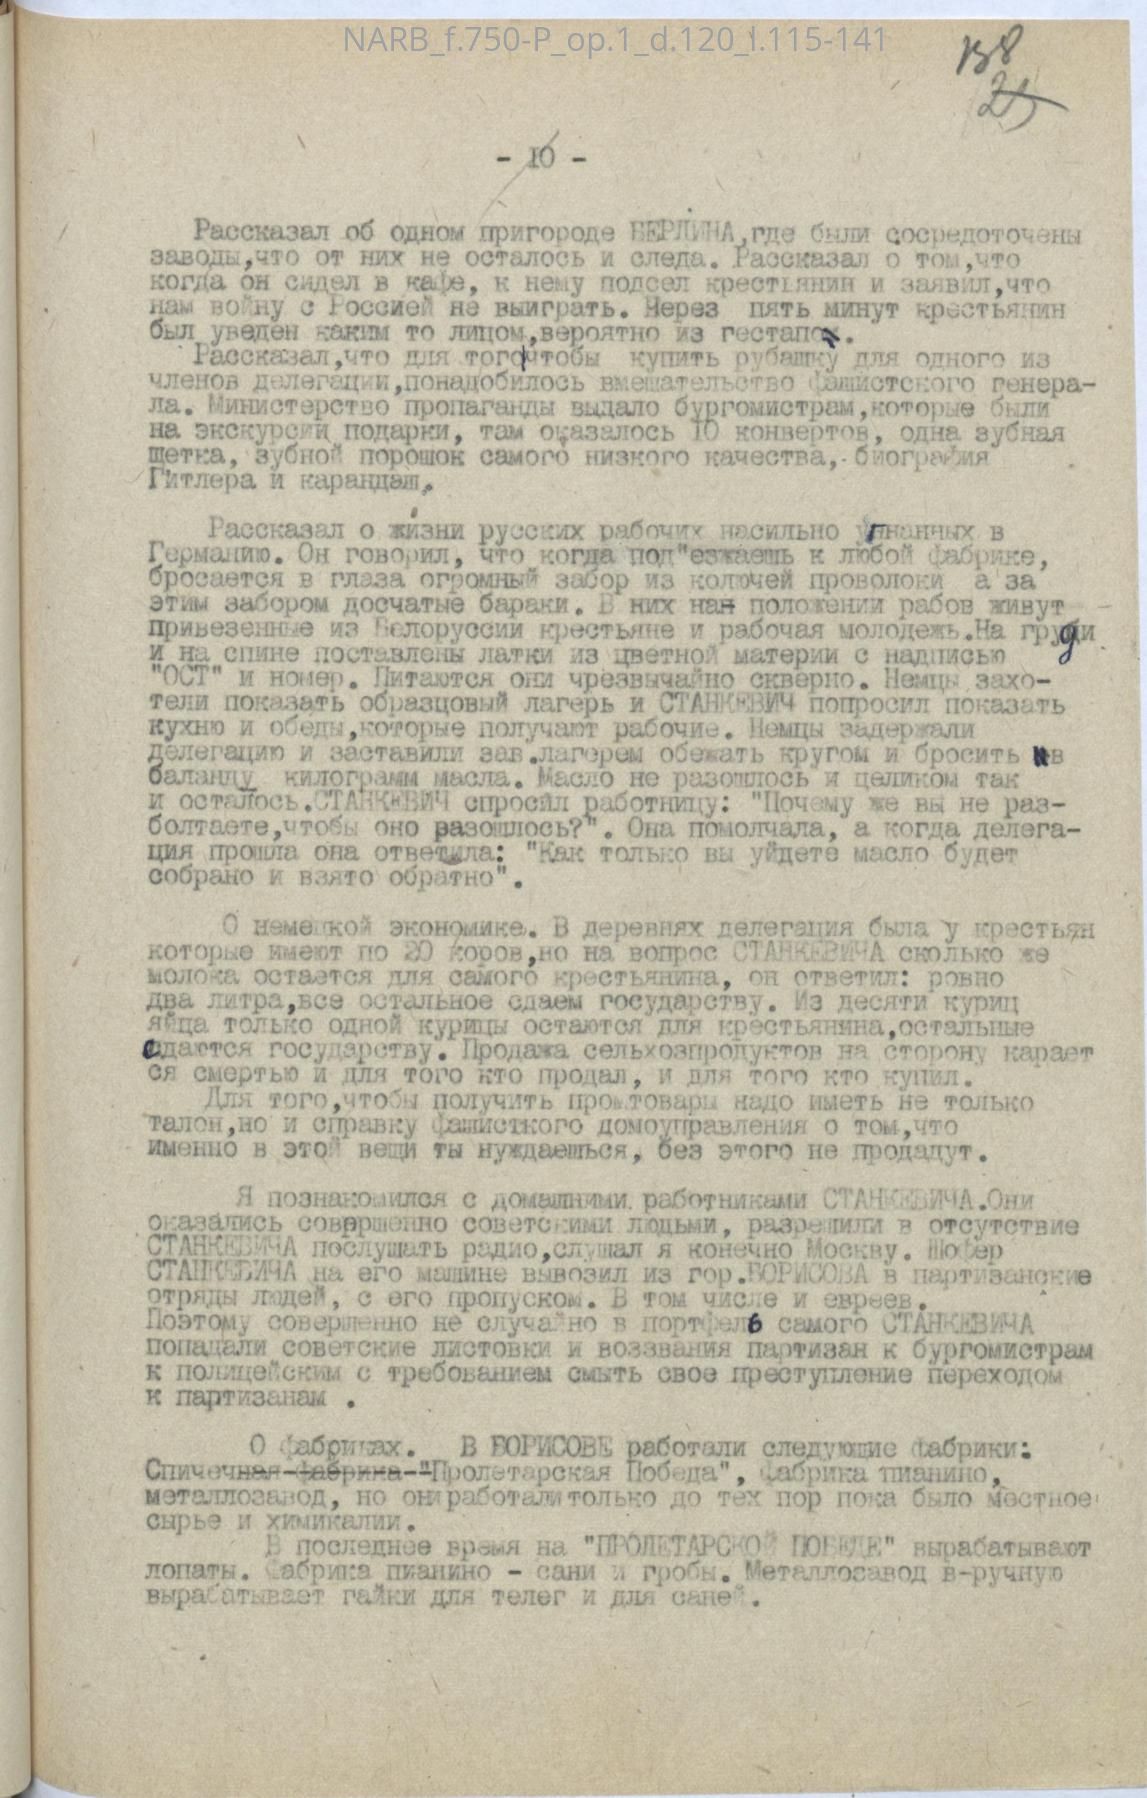 NARB_f.750-P_op.1_d.120_l.115-141
138
25
- 10 -
Рассказал об одном пригороде БЕРЛИНА,где были сосредоточены
заводы,что от них не осталось и следа. Рассказал о том,что
когда он сидел в кафе, к нему подсел крестьянин и заявил,что
нам войну с Россией не выиграть. Через пять минут крестьянин
был уведен каким то лицом,вероятно из гестапо.
Рассказал,что для того чтобы купить рубашку для одного из
членов делегации,понадобилось вмешательство фашистского генера-
ла. Министерство пропаганды выдало бургомистрам,которые были
на экскурсии подарки, там оказалось 10 конвертов, одна зубная
щетка, зубной порошок самого низкого качества, биография
Гитлера и карандаш.
Рассказал о жизни русских рабочих насильно угнанных в
Германию. Он говорил, что когда под"езжаешь к любой фабрике,
бросается в глаза огромный забор из колючей проволоки а за
этим забором досчатые бараки. В них на положении рабов живут
привезенные из Белоруссии крестьяне и рабочая молодежь.На груди
и на спине поставлены латки из цветной материи с надписью
"ОСТ" и номер. Питаются они чрезвычайно скверно. Немцы захо-
тели показать образцовый лагерь и СТАНКЕВИЧ попросил показать
кухню и обеды,которые получают рабочие. Немцы задержали
делегацию и заставили зав.лагерем обежать кругом и бросить в
баланду килограмм масла. Масло не разошлось и целиком так
и осталось.СТАНКЕВИЧ спросил работницу: "Почему же вы не раз-
болтаете,чтобы оно разошлось?". Она помолчала, а когда делега-
ция прошла она ответила: "Как только вы уйдете масло будет
собрано и взято обратно".
О немецкой экономике. В деревнях делегация была у крестьян
которые имеют по 20 коров,но на вопрос СТАНКЕВИЧА сколько же
молока остается для самого крестьянина, он ответил: ровно
два литра,все остальное сдаем государству. Из десяти куриц
яйца только одной курицы остаются для крестьянина,остальные
сдаются государству. Продажа сельхозпродуктов на сторону карает
ся смертью и для того кто продал, и для того кто купил.
Для того,чтобы получить промтовары надо иметь не только
талон,но и справку фашисткого домоуправления о том,что
именно в этой вещи ты нуждаешься, без этого не продадут.
Я познакомился с домашними работниками СТАНКЕВИЧА.Они
оказались совершенно советскими людьми, разрешили в отсутствие
СТАНКЕВИЧА послушать радио,слушал я конечно Москву. Шофер
СТАНКЕВИЧА на его машине вывозил из гор.БОРИСОВА в партизанские
отряды людей, с его пропуском. В том числе и евреев.
Поэтому совершенно не случайно в портфель самого СТАНКЕВИЧА
попадали советские листовки и воззвания партизан к бургомистрам
к полицейским с требованием смыть свое преступление переходом
к партизанам .
О фабриках. В БОРИСОВЕ работали следующие фабрики:
Спичечная фабрика "Пролетарская Победа", фабрика пианино,
металлозавод, но они работали только до тех пор пока было местное
сырье и химикалии.
В последнее время на "ПРОЛЕТАРСКОЙ ПОБЕДЕ" вырабатывают
лопаты. Фабрика пианино - сани и гробы. Металлозавод в-ручную
вырабатывает гайки для телег и для саней.